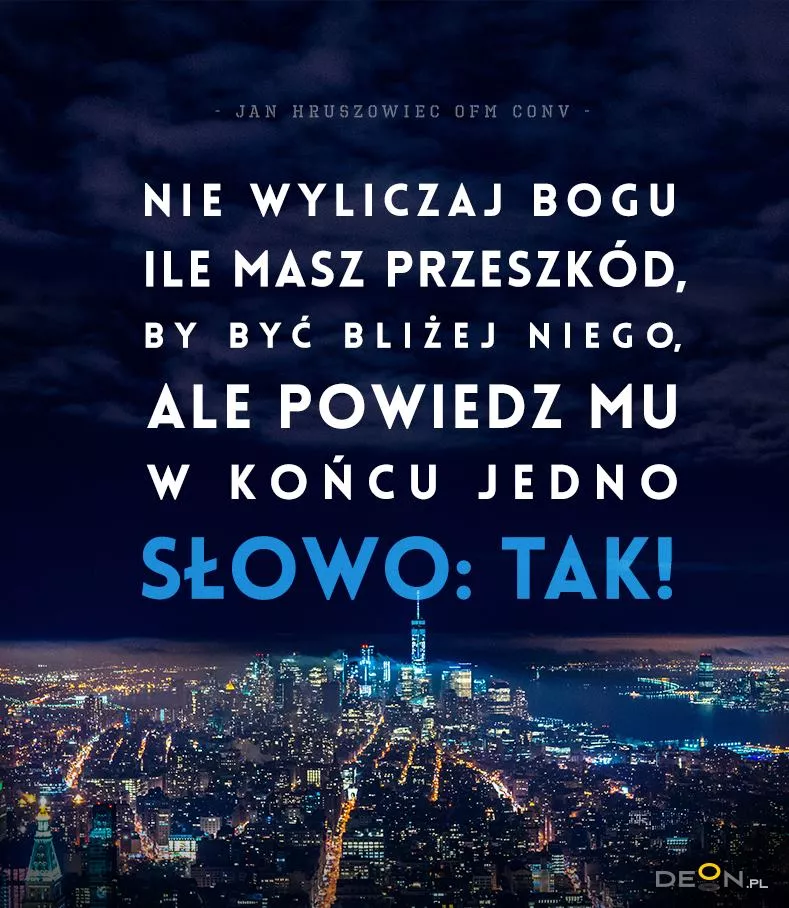 - JAN HRUSZOWIEC OFM CONV -
NIE WYLICZAJ BOGU
ILE MASZ PRZESZKÓD,
BY BYĆ BLIŻEJ NIEGO,
ALE POWIEDZ MU
W KOŃCU JEDNO
SŁOWO: TAK!
DEON.PL